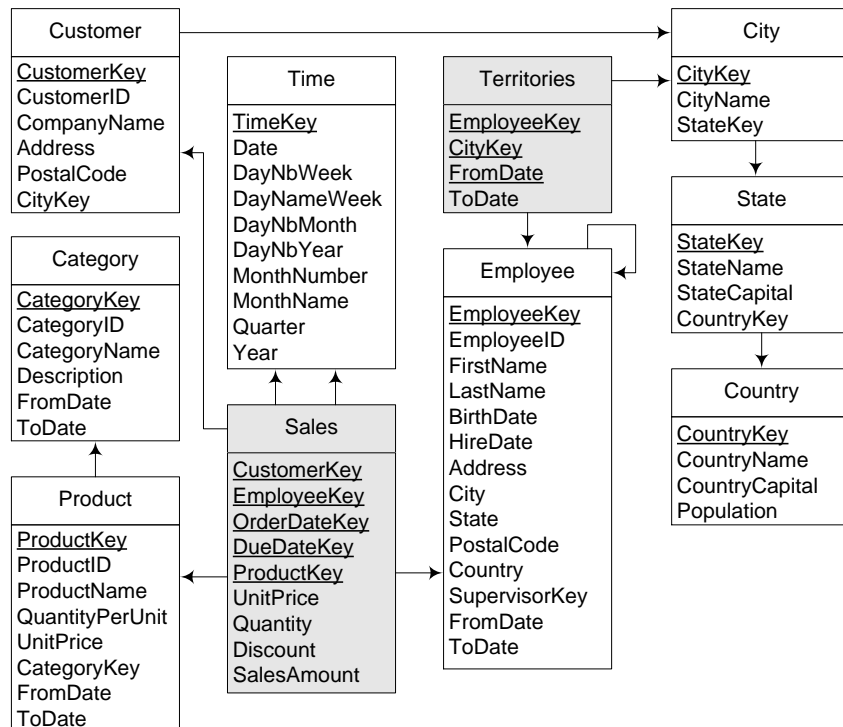 Customer
CustomerKey
CustomerID
CompanyName
Address
PostalCode
CityKey
Category
CategoryKey
CategoryID
CategoryName
Description
FromDate
ToDate
Product
ProductKey
ProductID
ProductName
QuantityPerUnit
UnitPrice
CategoryKey
FromDate
ToDate
Time
TimeKey
Date
DayNbWeek
DayNameWeek
DayNbMonth
DayNbYear
MonthNumber
MonthName
Quarter
Year
Sales
CustomerKey
EmployeeKey
OrderDateKey
DueDateKey
ProductKey
UnitPrice
Quantity
Discount
SalesAmount
Territories
EmployeeKey
CityKey
FromDate
ToDate
Employee
EmployeeKey
EmployeeID
FirstName
LastName
BirthDate
HireDate
Address
City
State
PostalCode
Country
SupervisorKey
FromDate
ToDate
City
CityKey
CityName
StateKey
State
StateKey
StateName
StateCapital
CountryKey
Country
CountryKey
CountryName
CountryCapital
Population